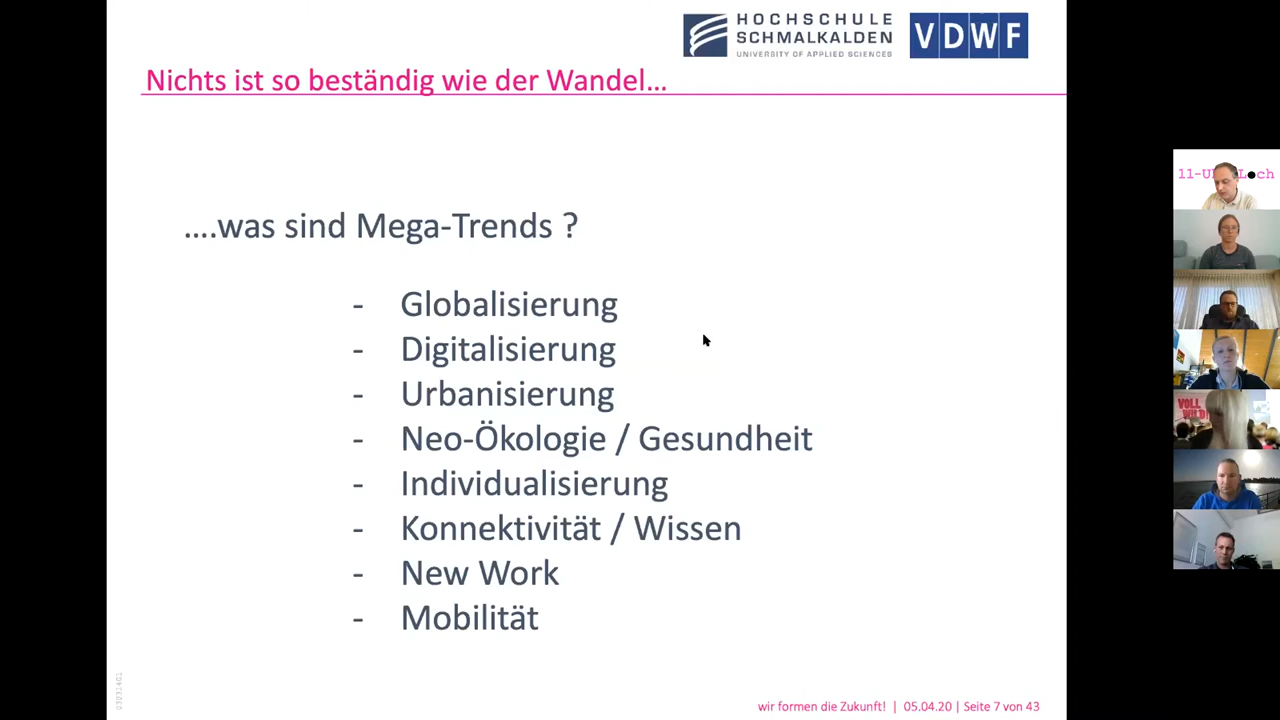 HOCHSCHULE
SCHMALKALDEN
UNIVERSITY OF APPLIED SCIENCES
VDWF
Nichts ist so beständig wie der Wandel...
....was sind Mega-Trends ?
- Globalisierung
- Digitalisierung
- Urbanisierung
- Neo-Ökologie / Gesundheit
- Individualisierung
- Konnektivität / Wissen
- New Work
- Mobilität
wir formen die Zukunft! | 05.04.20 | Seite 7 von 43
VOLL